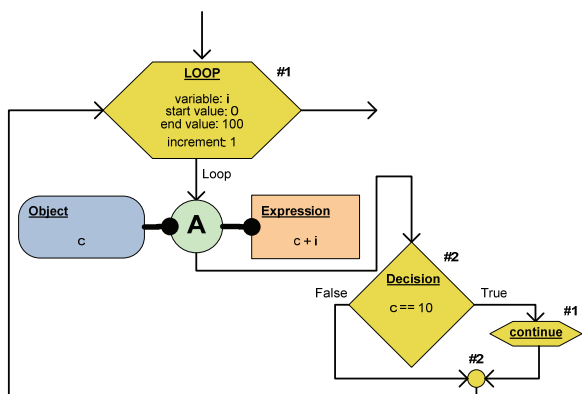 LOOP
#1
variable: i
start value: 0
end value: 100
increment: 1
Loop
Object
c
A
Expression
c + i
#2
Decision
c == 10
False
True
#1
continue
#2